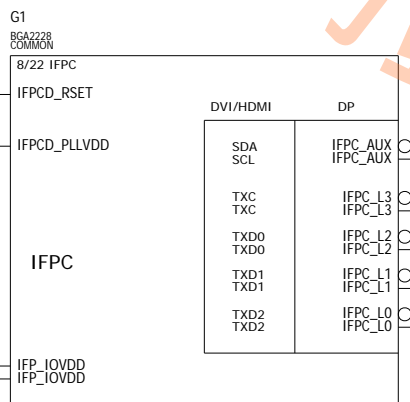 G1
BGA2228
COMMON
8/22 IFPC
IFPCD_RSET
DVI/HDMI DP
IFPCD_PLLVDD
SDA IFPC_AUX
SCL IFPC_AUX
TXC IFPC_L3
TXC IFPC_L3
TXD0 IFPC_L2
TXD0 IFPC_L2
IFPC
TXD1 IFPC_L1
TXD1 IFPC_L1
TXD2 IFPC_L0
TXD2 IFPC_L0
IFP_IOVDD
IFP_IOVDD